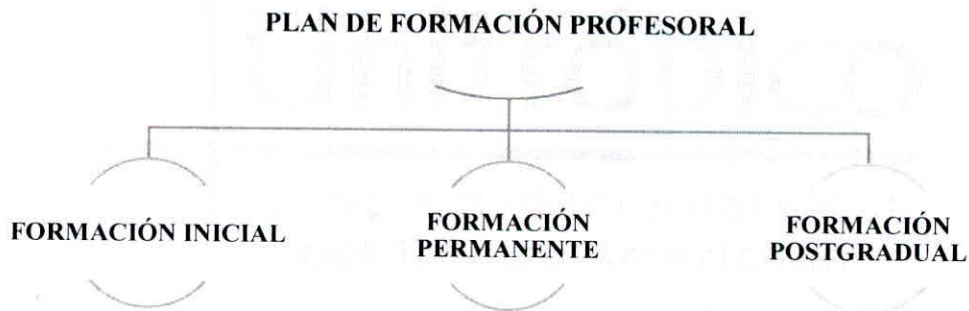 PLAN DE FORMACIÓN PROFESORAL
FORMACIÓN INICIAL
FORMACIÓN
PERMANENTE
FORMACIÓN
POSTGRADUAL